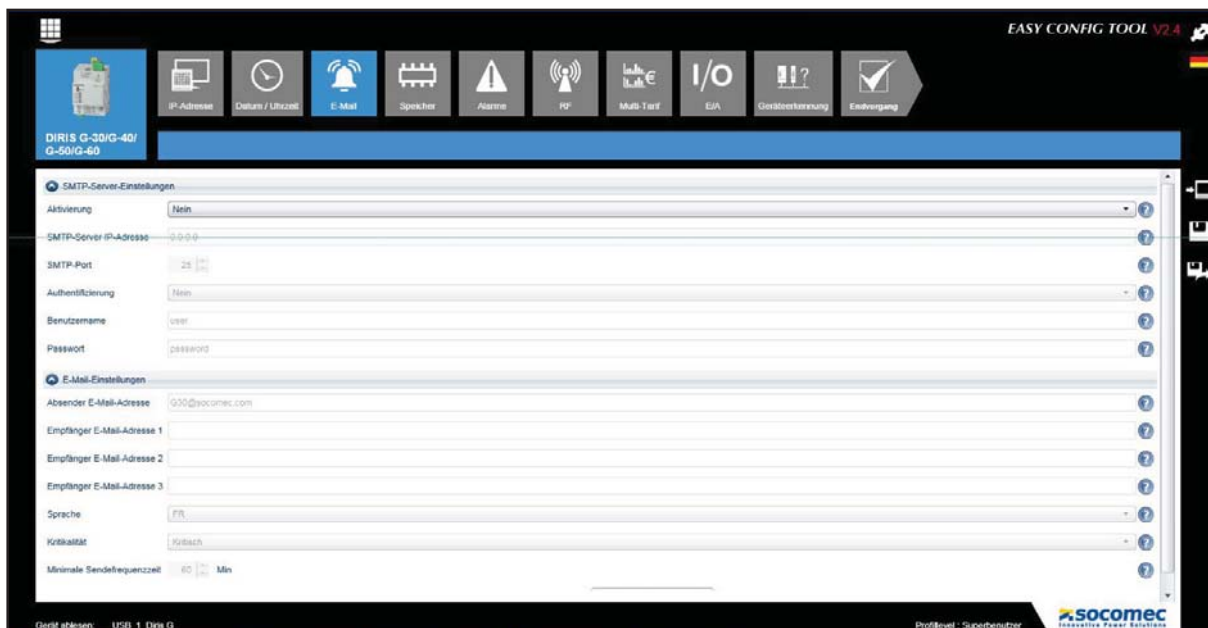 EASY CONFIG TOOL V2.4
IP-Adresse
Datum / Uhrzeit
E-Mail
Speicher
Alarme
RF
Multi-Tarif
I/O
E/A
Geräteerkennung
Endvorgang
DIRIS G-30/G-40/
G-50/G-60
SMTP-Server-Einstellungen
Aktivierung Nein
SMTP-Server IP-Adresse 0.0.0.0
SMTP-Port 25
Authentifizierung Nein
Benutzername user
Passwort password
E-Mail-Einstellungen
Absender E-Mail-Adresse G30@socomec.com
Empfänger E-Mail-Adresse 1
Empfänger E-Mail-Adresse 2
Empfänger E-Mail-Adresse 3
Sprache FR
Kritikalität Kritisch
Minimale Sendefrequenzzeit 60 Min
Gerät ablesen: USB_1_Diris G
Profillevel : Superbenutzer
socomec
Innovative Power Solutions